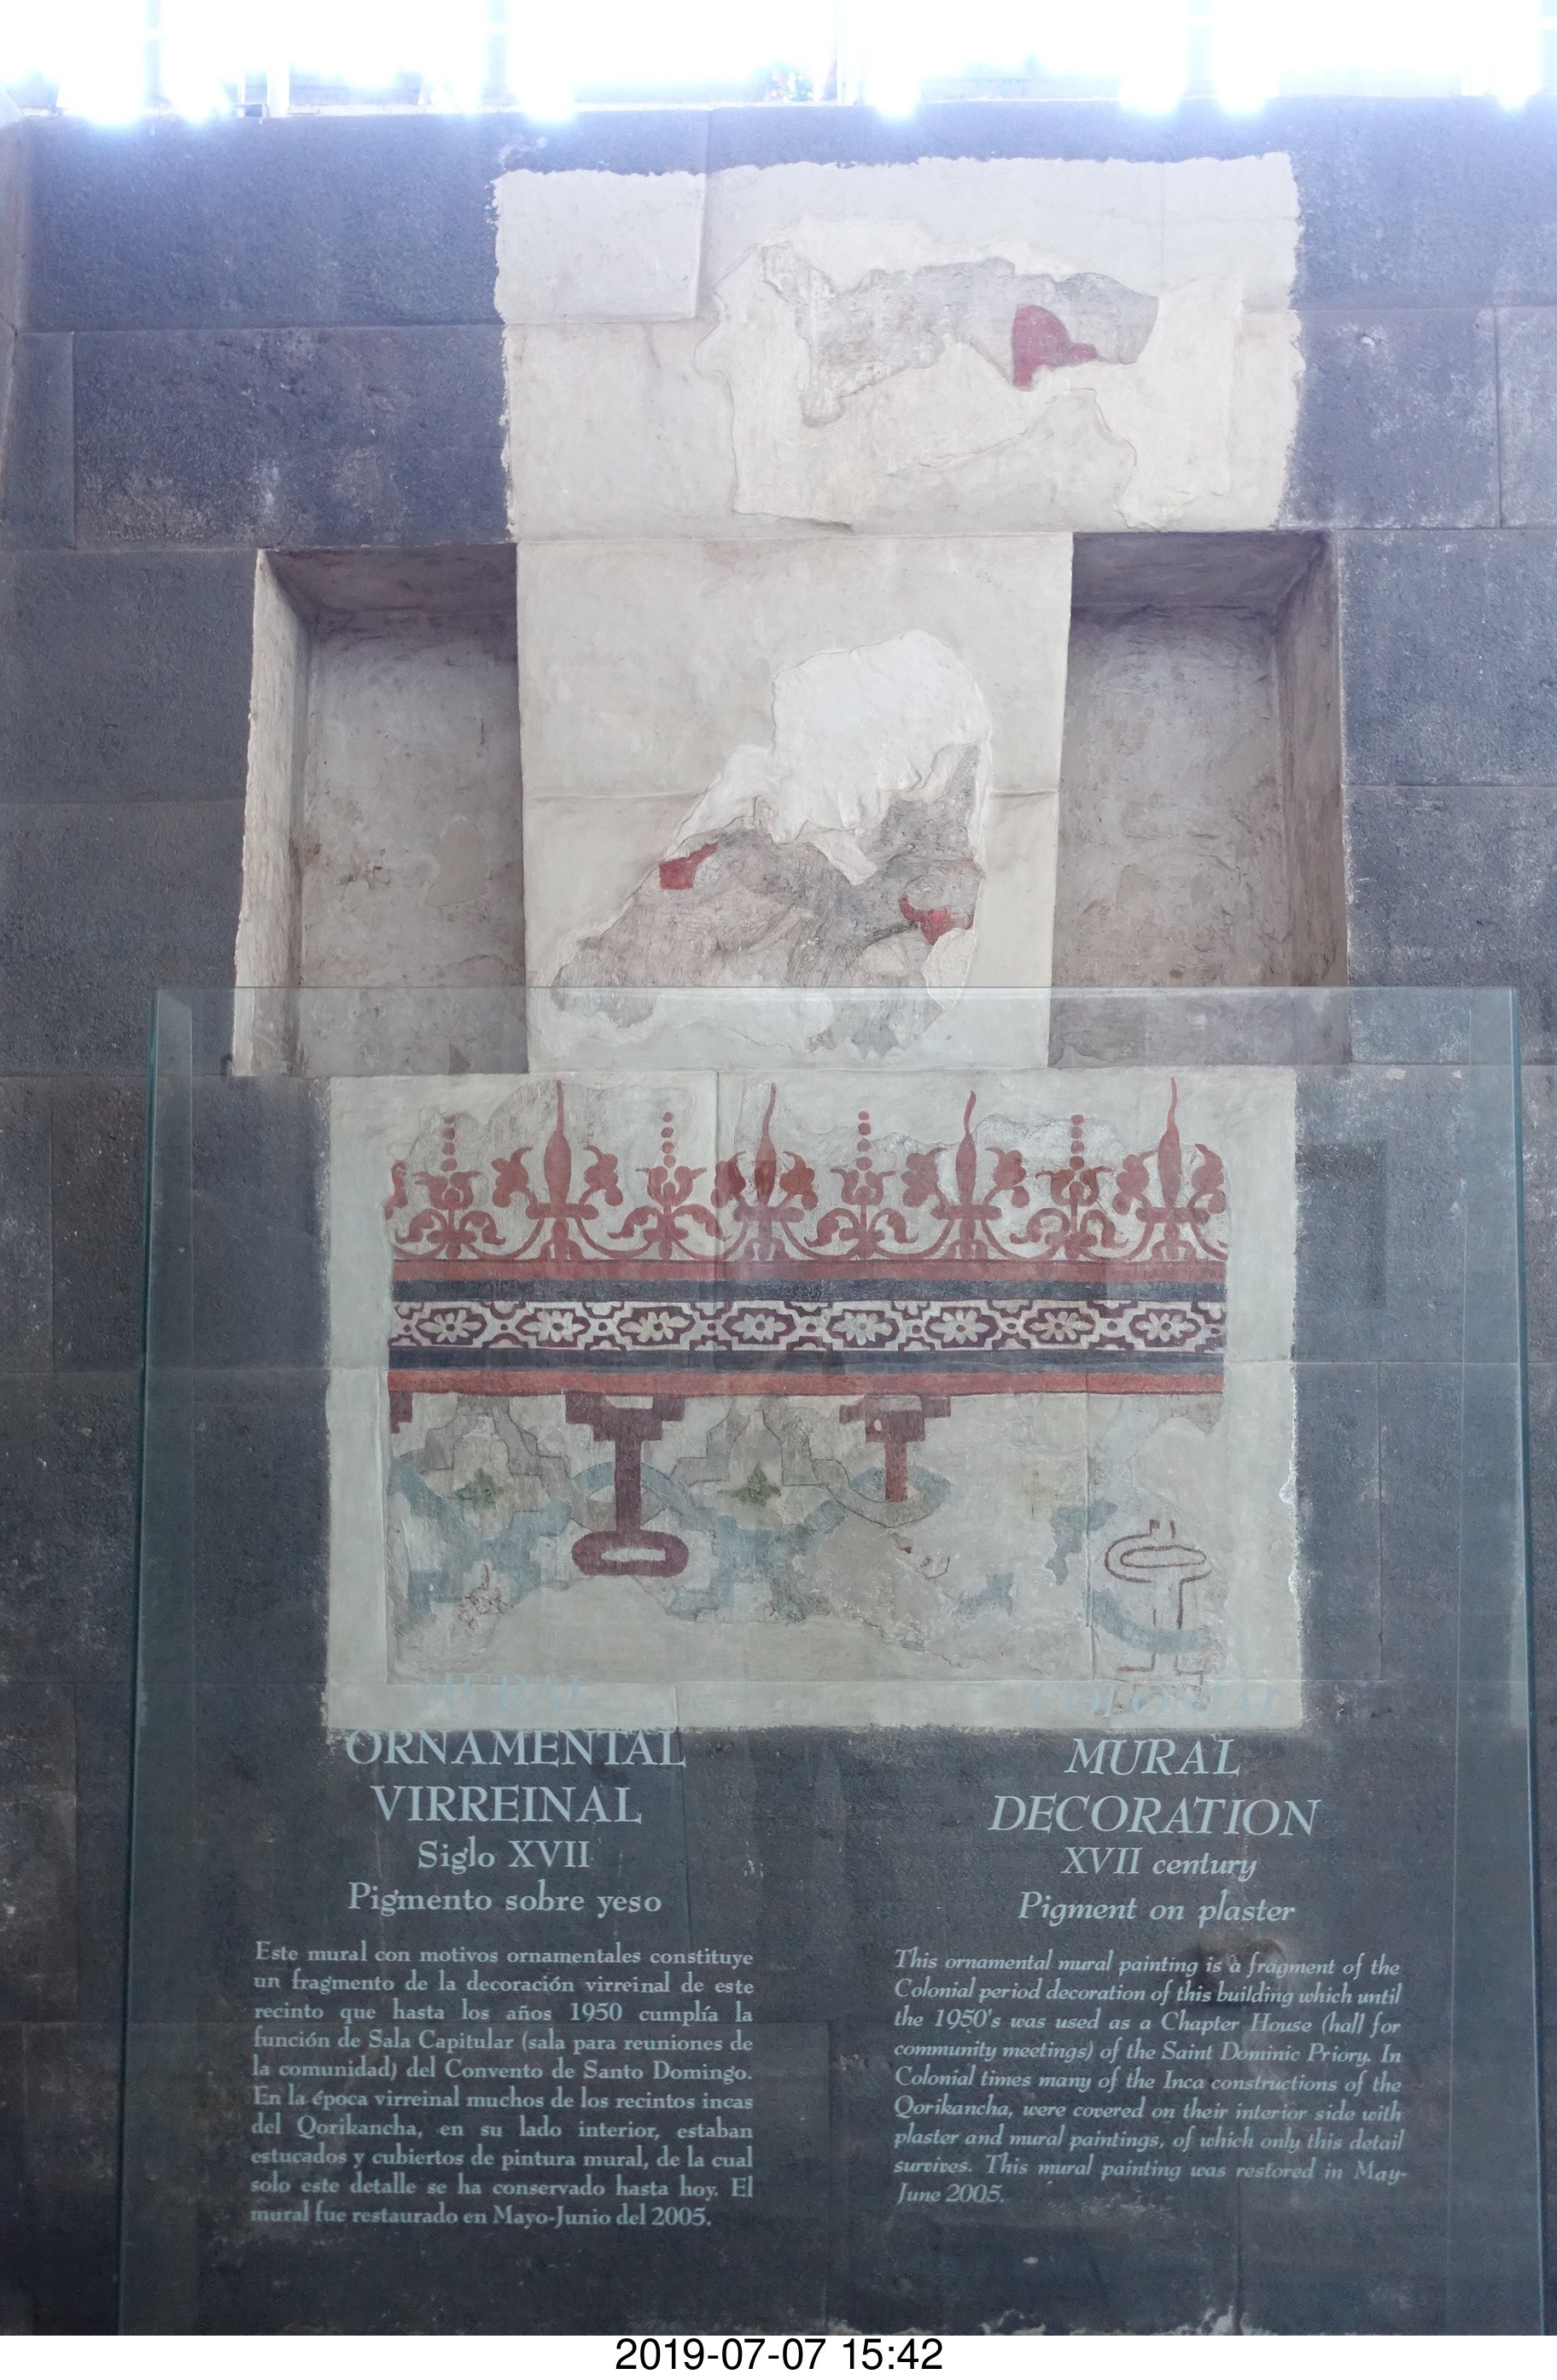 MURAL
ORNAMENTAL
VIRREINAL
Siglo XVII
Pigmento sobre yeso
Este mural con motivos ornamentales constituye
un fragmento de la decoración virreinal de este
recinto que hasta los años 1950 cumplía la
función de Sala Capitular (sala para reuniones de
la comunidad) del Convento de Santo Domingo.
En la época virreinal muchos de los recintos incas
del Qorikancha, en su lado interior, estaban
estucados y cubiertos de pintura mural, de la cual
solo este detalle se ha conservado hasta hoy. El
mural fue restaurado en Mayo-Junio del 2005.
COLONIAL
MURAL
DECORATION
XVII century
Pigment on plaster
This ornamental mural painting is a fragment of the
Colonial period decoration of this building which until
the 1950's was used as a Chapter House (hall for
community meetings) of the Saint Dominic Priory. In
Colonial times many of the Inca constructions of the
Qorikancha, were covered on their interior side with
plaster and mural paintings, of which only this detail
survives. This mural painting was restored in May-
June 2005.
2019-07-07 15:42